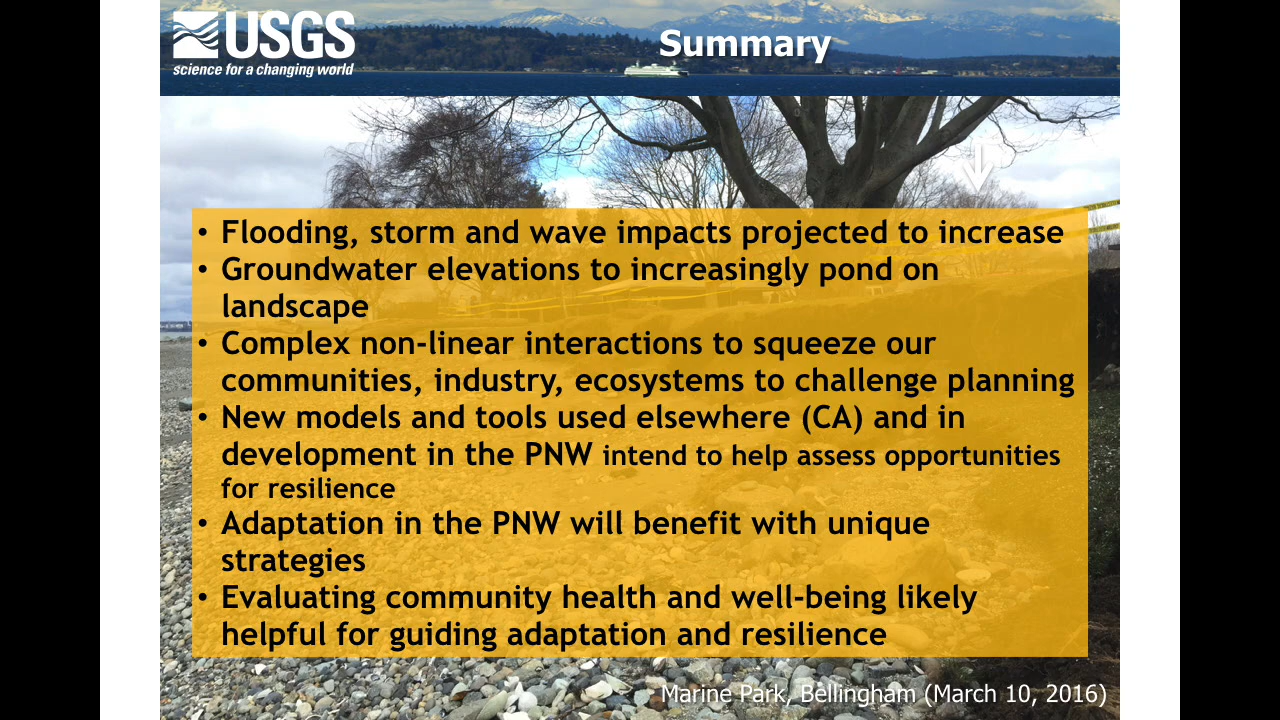 USGS
science for a changing world
Summary
• Flooding, storm and wave impacts projected to increase
• Groundwater elevations to increasingly pond on
landscape
• Complex non-linear interactions to squeeze our
communities, industry, ecosystems to challenge planning
• New models and tools used elsewhere (CA) and in
development in the PNW intend to help assess opportunities
for resilience
• Adaptation in the PNW will benefit with unique
strategies
• Evaluating community health and well-being likely
helpful for guiding adaptation and resilience
Marine Park, Bellingham (March 10, 2016)